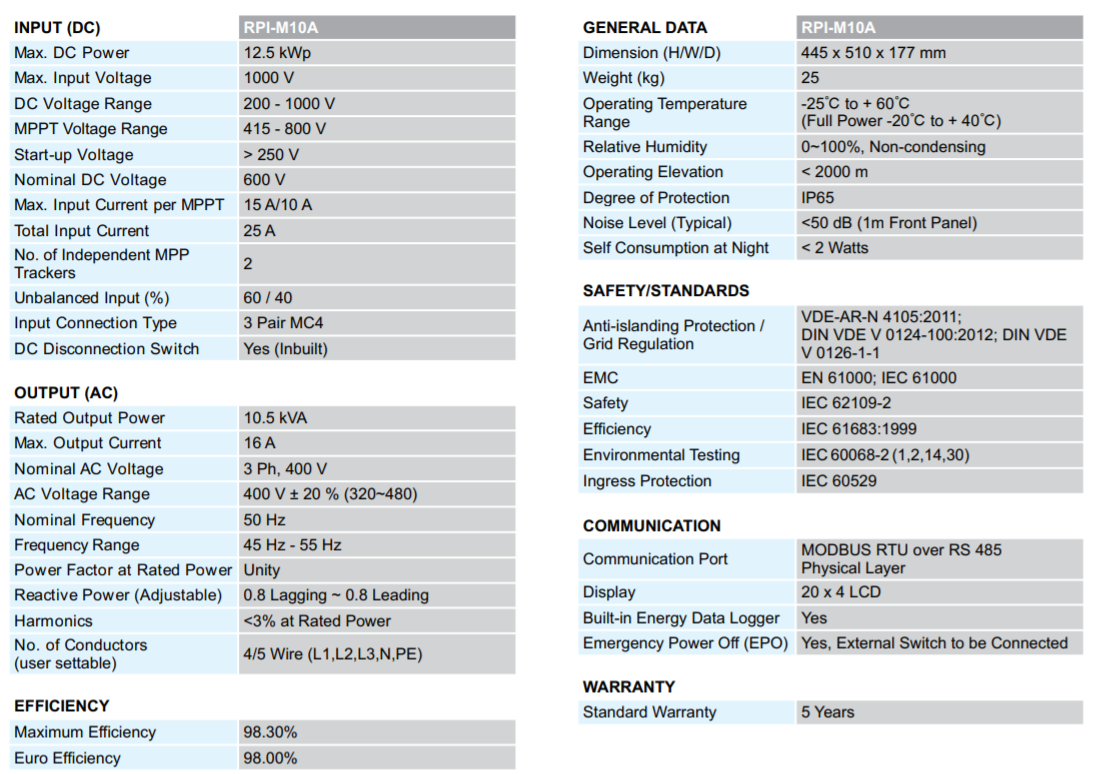 INPUT (DC) RPI-M10A
Max. DC Power 12.5 kWp
Max. Input Voltage 1000 V
DC Voltage Range 200 - 1000 V
MPPT Voltage Range 415 - 800 V
Start-up Voltage > 250 V
Nominal DC Voltage 600 V
Max. Input Current per MPPT 15 A/10 A
Total Input Current 25 A
No. of Independent MPP
Trackers
2
Unbalanced Input (%) 60 / 40
Input Connection Type 3 Pair MC4
DC Disconnection Switch Yes (Inbuilt)
OUTPUT (AC)
Rated Output Power 10.5 kVA
Max. Output Current 16 A
Nominal AC Voltage 3 Ph, 400 V
AC Voltage Range 400 V ± 20 % (320~480)
Nominal Frequency 50 Hz
Frequency Range 45 Hz - 55 Hz
Power Factor at Rated Power Unity
Reactive Power (Adjustable) 0.8 Lagging ~ 0.8 Leading
Harmonics <3% at Rated Power
No. of Conductors
(user settable)
4/5 Wire (L1,L2,L3,N,PE)
EFFICIENCY
Maximum Efficiency 98.30%
Euro Efficiency 98.00%
GENERAL DATA RPI-M10A
Dimension (H/W/D) 445 x 510 x 177 mm
Weight (kg) 25
Operating Temperature
Range
-25°C to + 60°C
(Full Power -20°C to + 40°C)
Relative Humidity 0~100%, Non-condensing
Operating Elevation < 2000 m
Degree of Protection IP65
Noise Level (Typical) <50 dB (1m Front Panel)
Self Consumption at Night < 2 Watts
SAFETY/STANDARDS
Anti-islanding Protection /
Grid Regulation
VDE-AR-N 4105:2011;
DIN VDE V 0124-100:2012; DIN VDE
V 0126-1-1
EMC EN 61000; IEC 61000
Safety IEC 62109-2
Efficiency IEC 61683:1999
Environmental Testing IEC 60068-2 (1,2,14,30)
Ingress Protection IEC 60529
COMMUNICATION
Communication Port
MODBUS RTU over RS 485
Physical Layer
Display 20 x 4 LCD
Built-in Energy Data Logger Yes
Emergency Power Off (EPO) Yes, External Switch to be Connected
WARRANTY
Standard Warranty 5 Years